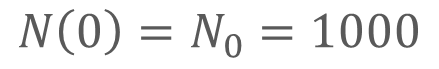 N(0) = N₀ = 1000